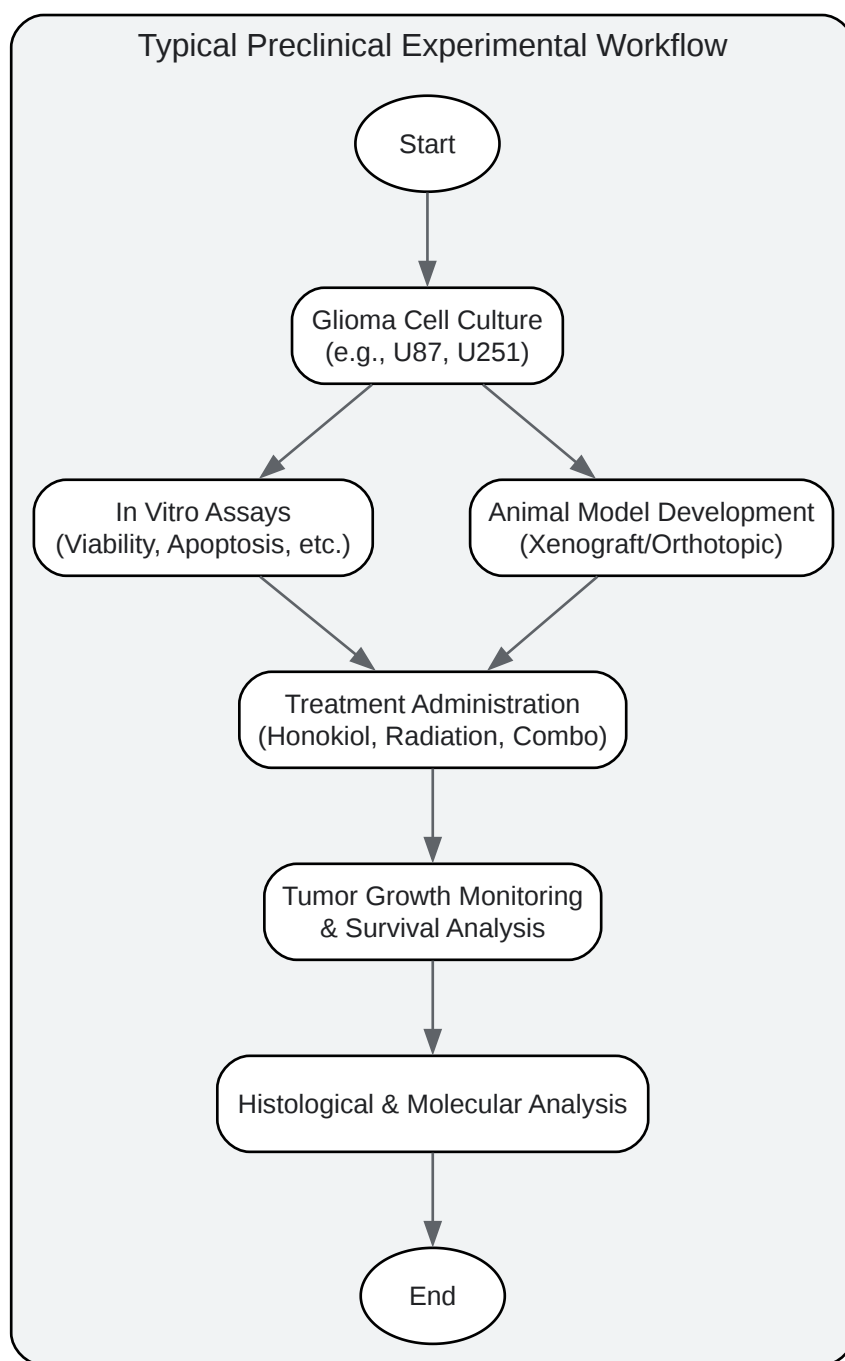 Typical Preclinical Experimental Workflow
Start
Glioma Cell Culture
(e.g., U87, U251)
In Vitro Assays
(Viability, Apoptosis, etc.)
Animal Model Development
(Xenograft/Orthotopic)
Treatment Administration
(Honokiol, Radiation, Combo)
Tumor Growth Monitoring
& Survival Analysis
Histological & Molecular Analysis
End